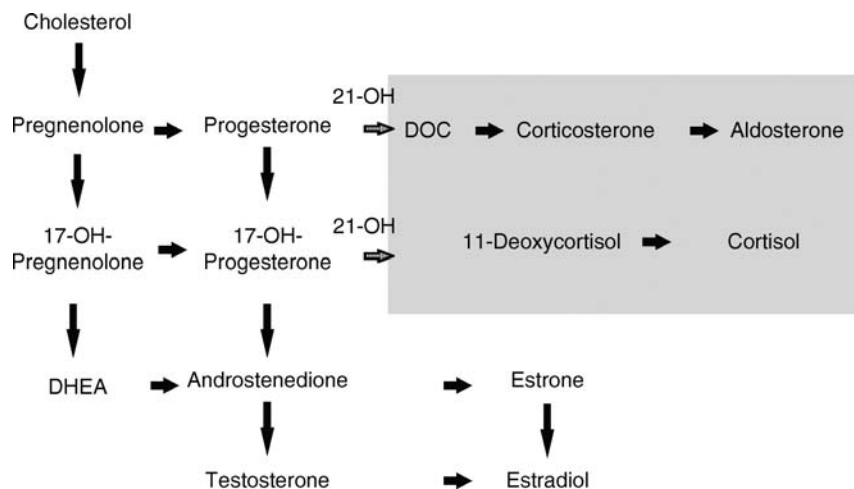 Cholesterol
21-OH
Pregnenolone Progesterone DOC Corticosterone Aldosterone
21-OH
17-OH- 17-OH-
Pregnenolone Progesterone 11-Deoxycortisol Cortisol
DHEA Androstenedione Estrone
Testosterone Estradiol